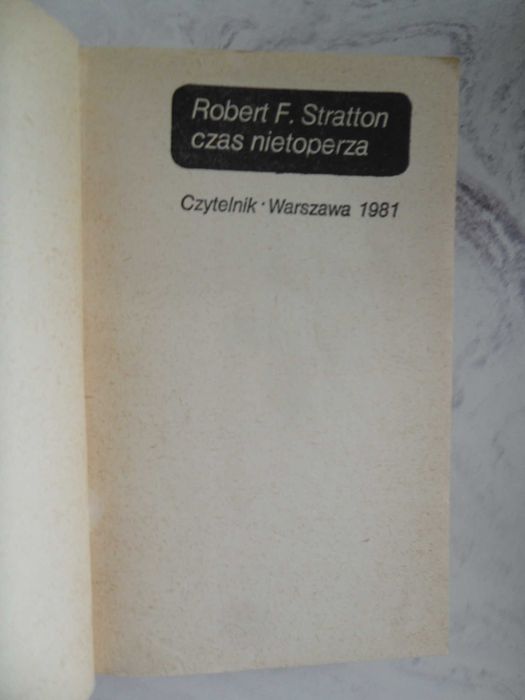 Robert F. Stratton
czas nietoperza
Czytelnik · Warszawa 1981